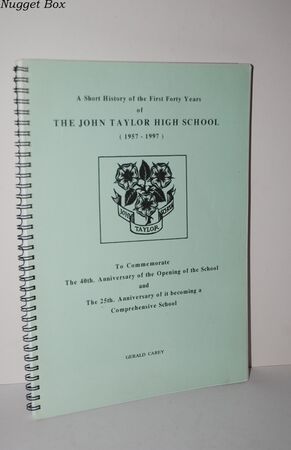 Nugget Box
A Short History of the First Forty Years
of
THE JOHN TAYLOR HIGH SCHOOL
( 1957 - 1997 )
JOHN
TAYLOR
To Commemorate
The 40th. Anniversary of the Opening of the School
and
The 25th. Anniversary of it becoming a
Comprehensive School
GERALD CAREY